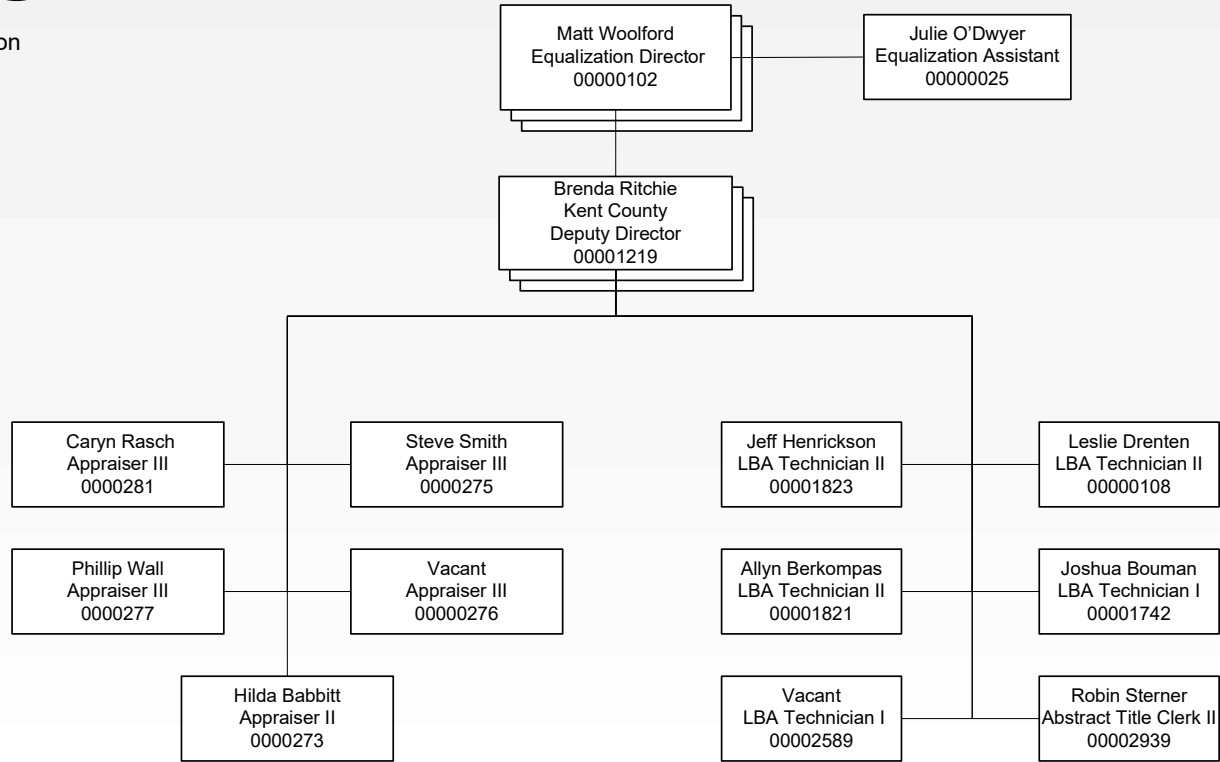 on
Matt Woolford
Equalization Director
00000102
Julie O’Dwyer
Equalization Assistant
00000025
Brenda Ritchie
Kent County
Deputy Director
00001219
Caryn Rasch
Appraiser III
0000281
Steve Smith
Appraiser III
0000275
Jeff Henrickson
LBA Technician II
00001823
Leslie Drenten
LBA Technician II
00000108
Phillip Wall
Appraiser III
0000277
Vacant
Appraiser III
00000276
Allyn Berkompas
LBA Technician II
00001821
Joshua Bouman
LBA Technician I
00001742
Hilda Babbitt
Appraiser II
0000273
Vacant
LBA Technician I
00002589
Robin Sterner
Abstract Title Clerk II
00002939